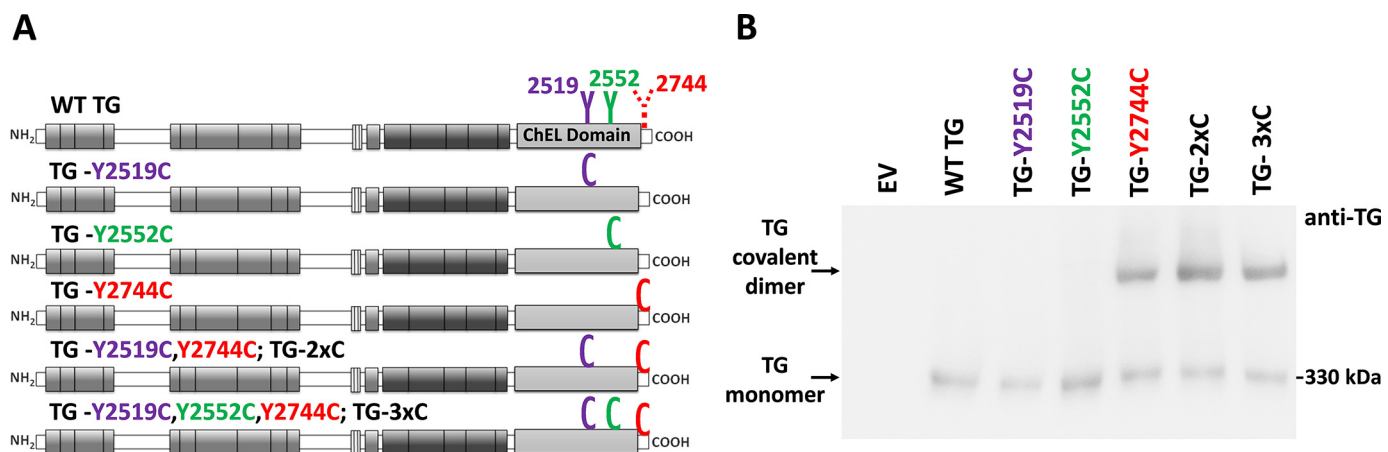 A
2519 2552 2744
Y Y Y
WT TG
NH2 ChEL Domain COOH
TG -Y2519C
C
NH2 COOH
TG -Y2552C
C
NH2 COOH
TG -Y2744C
C
NH2 COOH
TG -Y2519C,Y2744C; TG-2xC
C C
NH2 COOH
TG -Y2519C,Y2552C,Y2744C; TG-3xC
C C C
NH2 COOH
B
EV
WT TG
TG-Y2519C
TG-Y2552C
TG-Y2744C
TG-2xC
TG- 3xC
anti-TG
TG
covalent
dimer
TG
monomer
-330 kDa